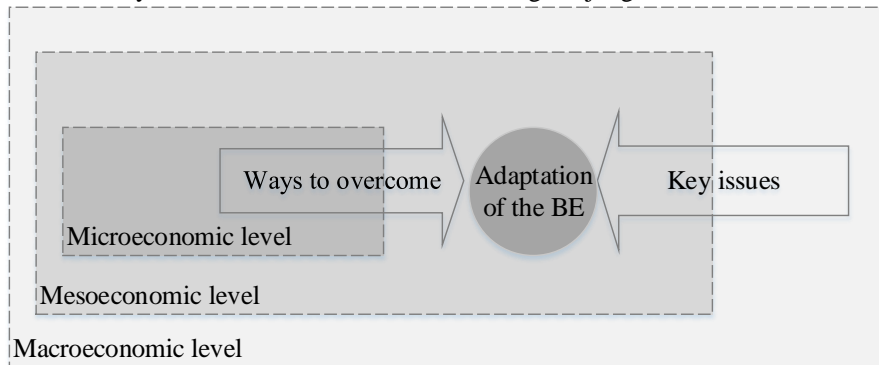 Ways to overcome
Adaptation
of the BE
Key issues
Microeconomic level
Mesoeconomic level
Macroeconomic level